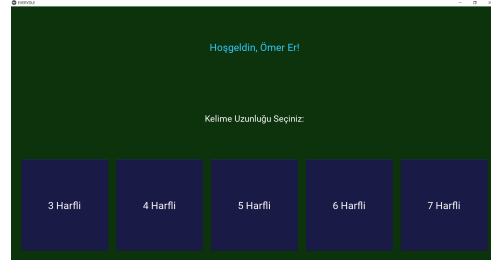 Hoşgeldin, Ömer Er!
Kelime Uzunluğu Seçiniz:
3 Harfli 4 Harfli 5 Harfli 6 Harfli 7 Harfli